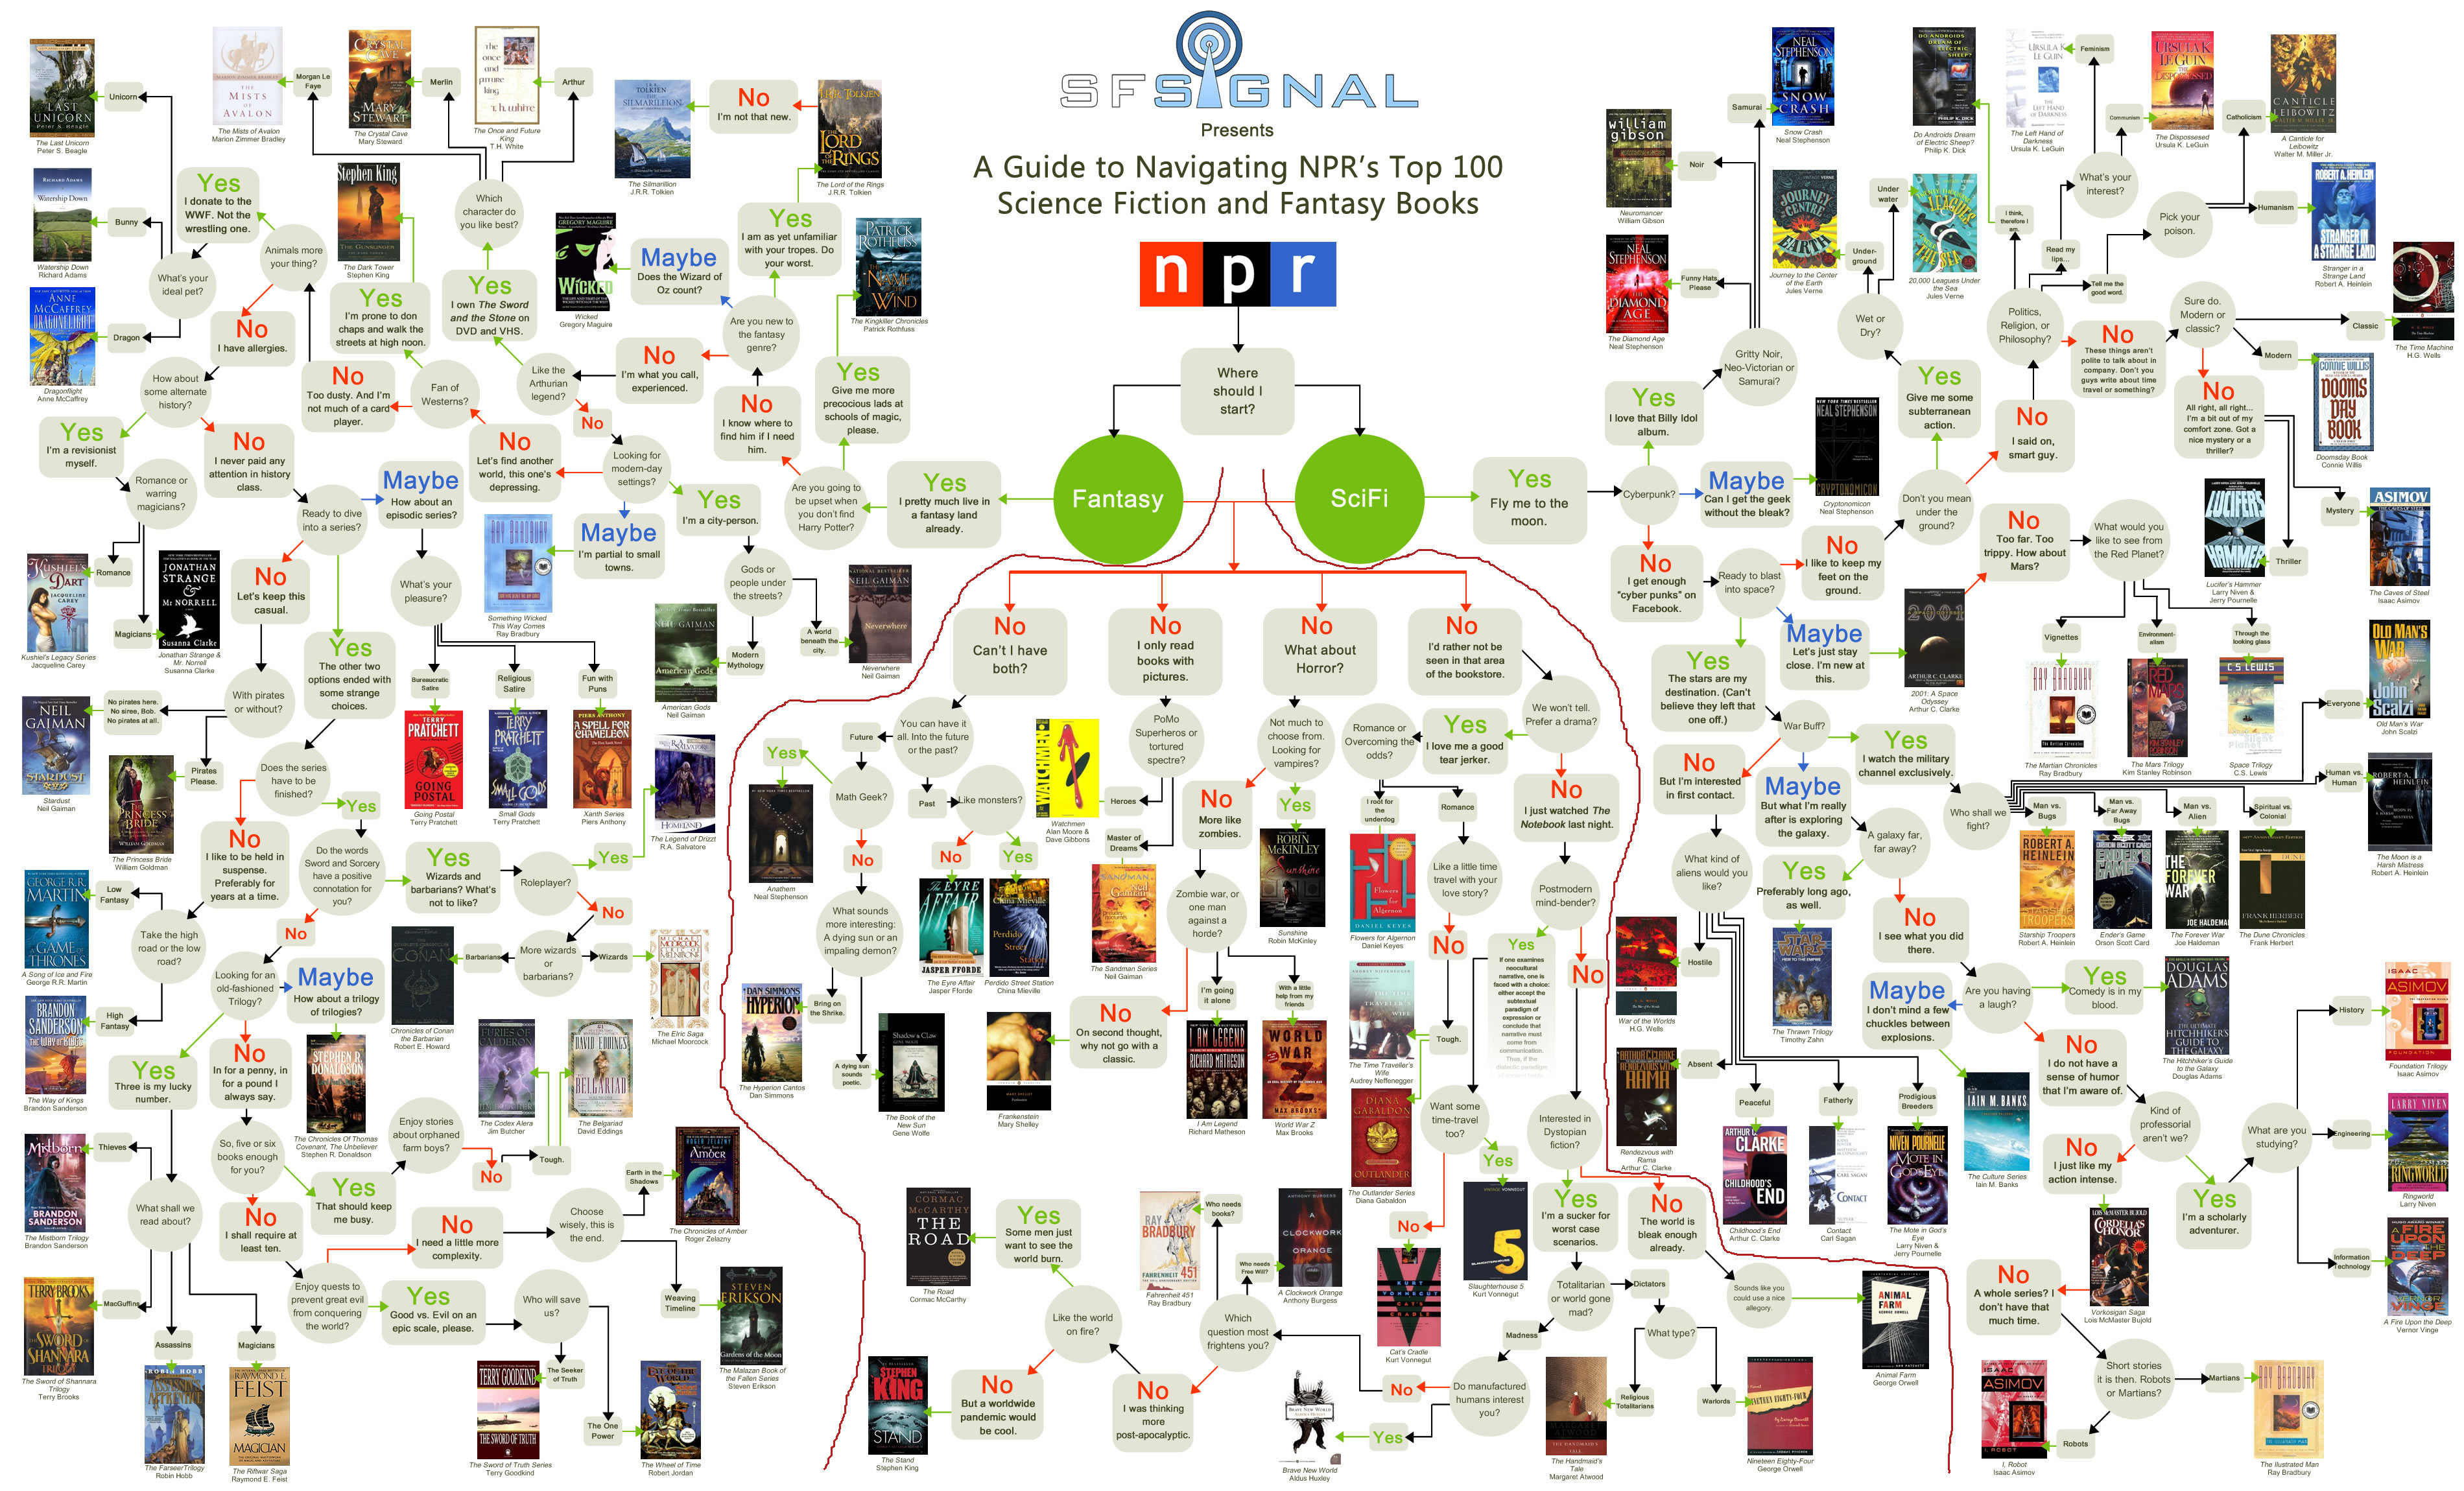 SFSIGNAL
Presents
A Guide to Navigating NPR's Top 100
Science Fiction and Fantasy Books
npr
Where
should I
start?
Fantasy
SciFi
Yes
I pretty much live in
a fantasy land
already.
Are you going to
be upset when
you don't find
Harry Potter?
Yes
Give me more
precocious lads at
schools of magic,
please.
The Kingkiller Chronicles
Patrick Rothfuss
No
I know where to
find him if I need
him.
Are you new to
the fantasy
genre?
Yes
I am as yet unfamiliar
with your tropes. Do
your worst.
The Lord of the Rings
J.R.R. Tolkien
No
I'm not that new.
The Silmarillion
J.R.R. Tolkien
Maybe
Does the Wizard of
Oz count?
Wicked
Gregory Maguire
No
I'm what you call,
experienced.
Like the
Arthurian
legend?
Yes
I own The Sword
and the Stone on
DVD and VHS.
Which
character do
you like best?
Arthur
The Once and Future
King
T.H. White
Merlin
The Crystal Cave
Mary Steward
Morgan Le
Faye
The Mists of Avalon
Marion Zimmer Bradley
No
Looking for
modern-day
settings?
Yes
I'm a city-person.
Gods or
people under
the streets?
Modern
Mythology
American Gods
Neil Gaiman
A world
beneath the
city.
Neverwhere
Neil Gaiman
Maybe
I'm partial to small
towns.
Something Wicked
This Way Comes
Ray Bradbury
No
Let's find another
world, this one's
depressing.
Fan of
Westerns?
Yes
I'm prone to don
chaps and walk the
streets at high noon.
The Dark Tower
Stephen King
No
Too dusty. And I'm
not much of a card
player.
Animals more
your thing?
Yes
I donate to the
WWF. Not the
wrestling one.
What's your
ideal pet?
Unicorn
The Last Unicorn
Peter S. Beagle
Bunny
Watership Down
Richard Adams
Dragon
Dragonflight
Anne McCaffrey
No
I have allergies.
How about
some alternate
history?
Yes
I'm a revisionist
myself.
Romance or
warring
magicians?
Romance
Kushiel's Legacy Series
Jacqueline Carey
Magicians
Jonathan Strange &
Mr. Norrell
Susanna Clarke
No
I never paid any
attention in history
class.
Ready to dive
into a series?
Maybe
How about an
episodic series?
What's your
pleasure?
Bureaucratic
Satire
Going Postal
Terry Pratchett
Religious
Satire
Small Gods
Terry Pratchett
Fun with
Puns
Xanth Series
Piers Anthony
No
Let's keep this
casual.
With pirates
or without?
No pirates here.
No siree, Bob.
No pirates at all.
Stardust
Neil Gaiman
Pirates
Please.
The Princess Bride
William Goldman
Yes
The other two
options ended with
some strange
choices.
Does the series
have to be
finished?
No
I like to be held in
suspense.
Preferably for
years at a time.
Take the high
road or the low
road?
Low
Fantasy
A Song of Ice and Fire
George R.R. Martin
High
Fantasy
The Way of Kings
Brandon Sanderson
Yes
Do the words
Sword and Sorcery
have a positive
connotation for
you?
Yes
Wizards and
barbarians? What's
not to like?
Roleplayer?
Yes
The Legend of Drizzt
R.A. Salvatore
No
More wizards
or
barbarians?
Barbarians
Chronicles of Conan
the Barbarian
Robert E. Howard
Wizards
The Elric Saga
Michael Moorcock
No
Looking for an
old-fashioned
Trilogy?
Maybe
How about a trilogy
of trilogies?
The Chronicles Of Thomas
Covenant, The Unbeliever
Stephen R. Donaldson
Yes
Three is my lucky
number.
What shall we
read about?
Thieves
The Mistborn Trilogy
Brandon Sanderson
MacGuffins
The Sword of Shannara
Trilogy
Terry Brooks
Assassins
The FarseerTrilogy
Robin Hobb
Magicians
The Riftwar Saga
Raymond E. Feist
No
In for a penny, in
for a pound I
always say.
So, five or six
books enough
for you?
Yes
That should keep
me busy.
Enjoy stories
about orphaned
farm boys?
No
Tough.
The Codex Alera
Jim Butcher
The Belgariad
David Eddings
No
I shall require at
least ten.
Enjoy quests to
prevent great evil
from conquering
the world?
No
I need a little more
complexity.
Choose
wisely, this is
the end.
Earth in the
Shadows
The Chronicles of Amber
Roger Zelazny
Weaving
Timeline
The Malazan Book of
the Fallen Series
Steven Erikson
Yes
Good vs. Evil on an
epic scale, please.
Who will save
us?
The Seeker
of Truth
The Sword of Truth Series
Terry Goodkind
The One
Power
The Wheel of Time
Robert Jordan
No
Can't I have
both?
You can have it
all. Into the future
or the past?
Future
Math Geek?
Yes
Anathem
Neal Stephenson
No
What sounds
more interesting:
A dying sun or an
impaling demon?
Bring on
the Shrike.
The Hyperion Cantos
Dan Simmons
A dying sun
sounds
poetic.
The Book of the
New Sun
Gene Wolfe
Past
Like monsters?
No
The Eyre Affair
Jasper Fforde
Yes
Perdido Street Station
China Mieville
No
I only read
books with
pictures.
PoMo
Superheros or
tortured
spectre?
Heroes
Watchmen
Alan Moore &
Dave Gibbons
Master of
Dreams
The Sandman Series
Neil Gaiman
No
What about
Horror?
Not much to
choose from.
Looking for
vampires?
Yes
Sunshine
Robin McKinley
No
More like
zombies.
Zombie war, or
one man
against a
horde?
I'm going
it alone
I Am Legend
Richard Matheson
With a little
help from my
friends
World War Z
Max Brooks
No
On second thought,
why not go with a
classic.
Frankenstein
Mary Shelley
No
I'd rather not be
seen in that area
of the bookstore.
We won't tell.
Prefer a drama?
Yes
I love me a good
tear jerker.
Romance or
Overcoming the
odds?
I root for
the
underdog
Flowers for Algernon
Daniel Keyes
Romance
Like a little time
travel with your
love story?
No
Tough.
The Time Traveller's
Wife
Audrey Neffenegger
The Outlander Series
Diana Gabaldon
No
I just watched The
Notebook last night.
Postmodern
mind-bender?
Yes
If one examines
neocultural
narrative, one is
faced with a choice:
either accept the
subtextual
paradigm of
expression or
conclude that
narrative must
come from
communication.
Thus, if the
dialectic paradigm
Want some
time-travel
too?
Yes
Slaughterhouse 5
Kurt Vonnegut
No
Cat's Cradle
Kurt Vonnegut
No
Interested in
Dystopian
fiction?
No
The world is
bleak enough
already.
Sounds like you
could use a nice
allegory.
Animal Farm
George Orwell
Yes
I'm a sucker for
worst case
scenarios.
Totalitarian
or world gone
mad?
Dictators
What type?
Religious
Totalitarians
The Handmaid's
Tale
Margaret Atwood
Warlords
Nineteen Eighty-Four
George Orwell
Madness
Do manufactured
humans interest
you?
Yes
Brave New World
Aldus Huxley
No
Which
question most
frightens you?
Who needs
books?
Fahrenheit 451
Ray Bradbury
Who needs
Free Will?
A Clockwork Orange
Anthony Burgess
No
I was thinking
more
post-apocalyptic.
Like the world
on fire?
Yes
Some men just
want to see the
world burn.
The Road
Cormac McCarthy
No
But a worldwide
pandemic would
be cool.
The Stand
Stephen King
Yes
Fly me to the
moon.
Cyberpunk?
Yes
I love that Billy Idol
album.
Gritty Noir,
Neo-Victorian or
Samurai?
Samurai
Snow Crash
Neal Stephenson
Noir
Neuromancer
William Gibson
Funny Hats
Please
The Diamond Age
Neal Stephenson
Maybe
Can I get the geek
without the bleak?
Cryptonomicon
Neal Stephenson
No
I get enough
"cyber punks" on
Facebook.
Ready to blast
into space?
No
I like to keep my
feet on the
ground.
Don't you mean
under the
ground?
Yes
Give me some
subterranean
action.
Wet or
Dry?
Under
water
20,000 Leagues Under
the Sea
Jules Verne
Under-
ground
Journey to the Center
of the Earth
Jules Verne
No
I said on,
smart guy.
Politics,
Religion, or
Philosophy?
I think,
therefore I
am.
Do Androids Dream
of Electric Sheep?
Philip K. Dick
Read my
lips...
What's your
interest?
Feminism
The Left Hand of
Darkness
Ursula K. LeGuin
Communism
The Dispossessed
Ursula K. LeGuin
Tell me the
good word.
Pick your
poison.
Catholicism
A Canticle for
Leibowitz
Walter M. Miller Jr.
Humanism
Stranger in a
Strange Land
Robert A. Heinlein
No
These things aren't
polite to talk about in
company. Don't you
guys write about time
travel or something?
Sure do.
Modern or
classic?
Classic
The Time Machine
H.G. Wells
Modern
Doomsday Book
Connie Willis
No
All right, all right...
I'm a bit out of my
comfort zone. Got a
nice mystery or a
thriller?
Mystery
The Caves of Steel
Isaac Asimov
Thriller
Lucifer's Hammer
Larry Niven &
Jerry Pournelle
Maybe
Let's just stay
close. I'm new at
this.
2001: A Space
Odyssey
Arthur C. Clarke
No
Too far. Too
trippy. How about
Mars?
What would you
like to see from
the Red Planet?
Vignettes
The Martian Chronicles
Ray Bradbury
Environment-
alism
The Mars Trilogy
Kim Stanley Robinson
Through the
looking glass
Space Trilogy
C.S. Lewis
Yes
The stars are my
destination. (Can't
believe they left that
one off.)
War Buff?
Yes
I watch the military
channel exclusively.
Who shall we
fight?
Everyone
Old Man's War
John Scalzi
Human vs.
Human
The Moon is a
Harsh Mistress
Robert A. Heinlein
Man vs.
Bugs
Starship Troopers
Robert A. Heinlein
Man vs.
Far Away
Bugs
Ender's Game
Orson Scott Card
Man vs.
Alien
The Forever War
Joe Haldeman
Spiritual vs.
Colonial
The Dune Chronicles
Frank Herbert
No
But I'm interested
in first contact.
What kind of
aliens would you
like?
Hostile
War of the Worlds
H.G. Wells
Absent
Rendezvous with
Rama
Arthur C. Clarke
Peaceful
Childhood's End
Arthur C. Clarke
Fatherly
Contact
Carl Sagan
Prodigious
Breeders
The Mote in God's
Eye
Larry Niven &
Jerry Pournelle
Maybe
But what I'm really
after is exploring
the galaxy.
A galaxy far,
far away?
Yes
Preferably long ago,
as well.
The Thrawn Trilogy
Timothy Zahn
No
I see what you did
there.
Are you having
a laugh?
Yes
Comedy is in my
blood.
The Hitchhiker's Guide
to the Galaxy
Douglas Adams
Maybe
I don't mind a few
chuckles between
explosions.
The Culture Series
Iain M. Banks
No
I do not have a
sense of humor
that I'm aware of.
Kind of
professorial
aren't we?
Yes
I'm a scholarly
adventurer.
What are you
studying?
History
Foundation Trilogy
Isaac Asimov
Engineering
Ringworld
Larry Niven
Information
Technology
A Fire Upon the Deep
Vernor Vinge
No
I just like my
action intense.
Vorkosigan Saga
Lois McMaster Bujold
No
A whole series? I
don't have that
much time.
Short stories
it is then. Robots
or Martians?
Martians
The Ilustrated Man
Ray Bradbury
Robots
I, Robot
Isaac Asimov